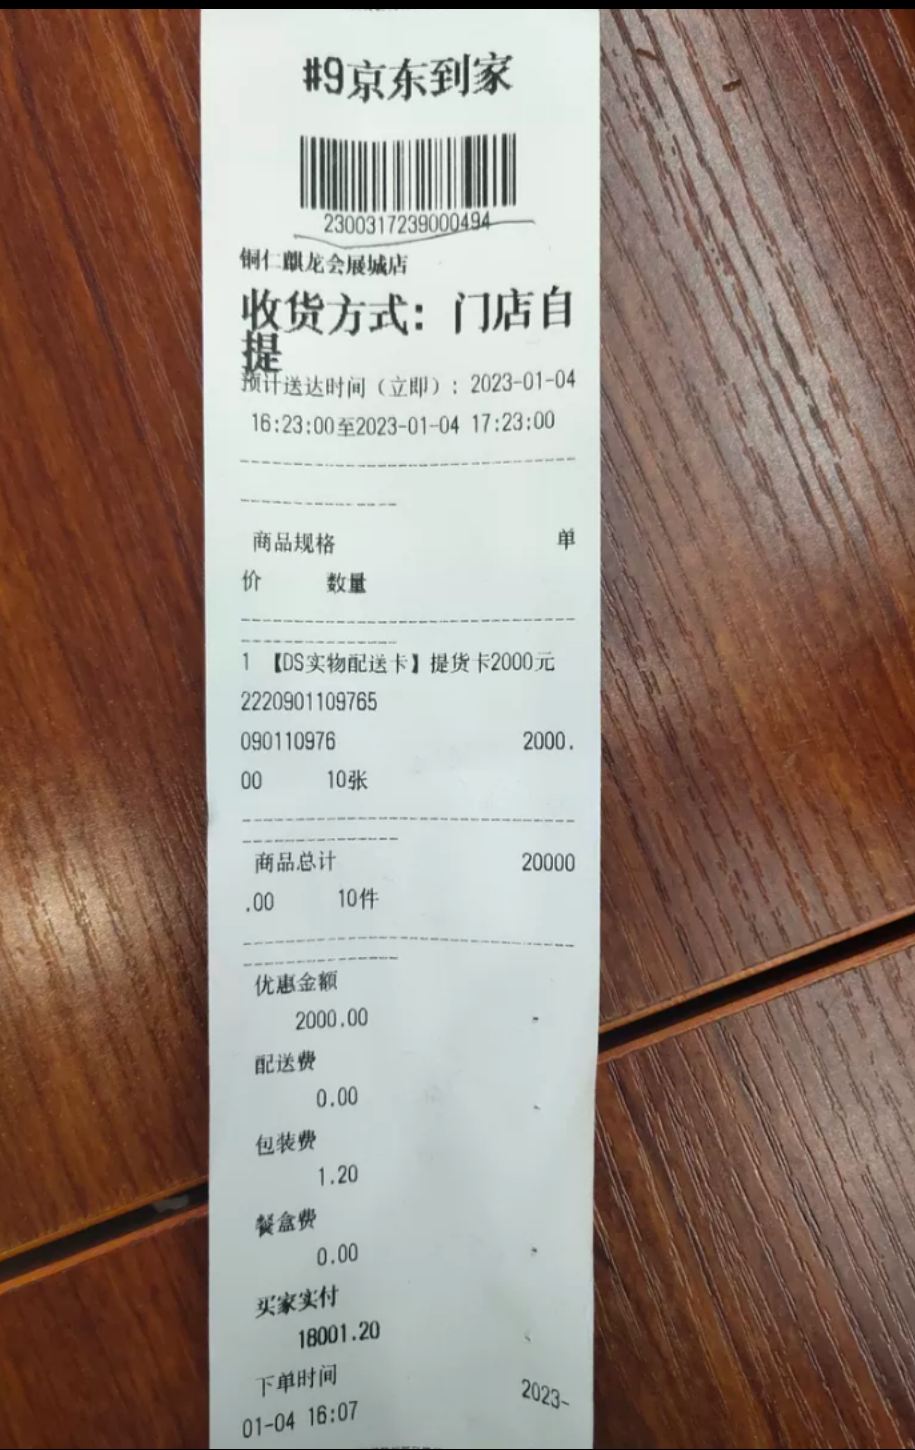 #9京东到家
2300317239000494
铜仁麒龙会展城店
收货方式：门店自
提
预计送达时间（立即）：2023-01-04
16:23:00至2023-01-04 17:23:00
商品规格 单
价 数量
1 【DS实物配送卡】提货卡2000元
2220901109765
090110976 2000.
00 10张
商品总计 20000
.00 10件
优惠金额 -
2000.00
配送费
0.00
包装费
1.20
餐盒费
0.00
买家实付
18001.20
下单时间 2023-
01-04 16:07